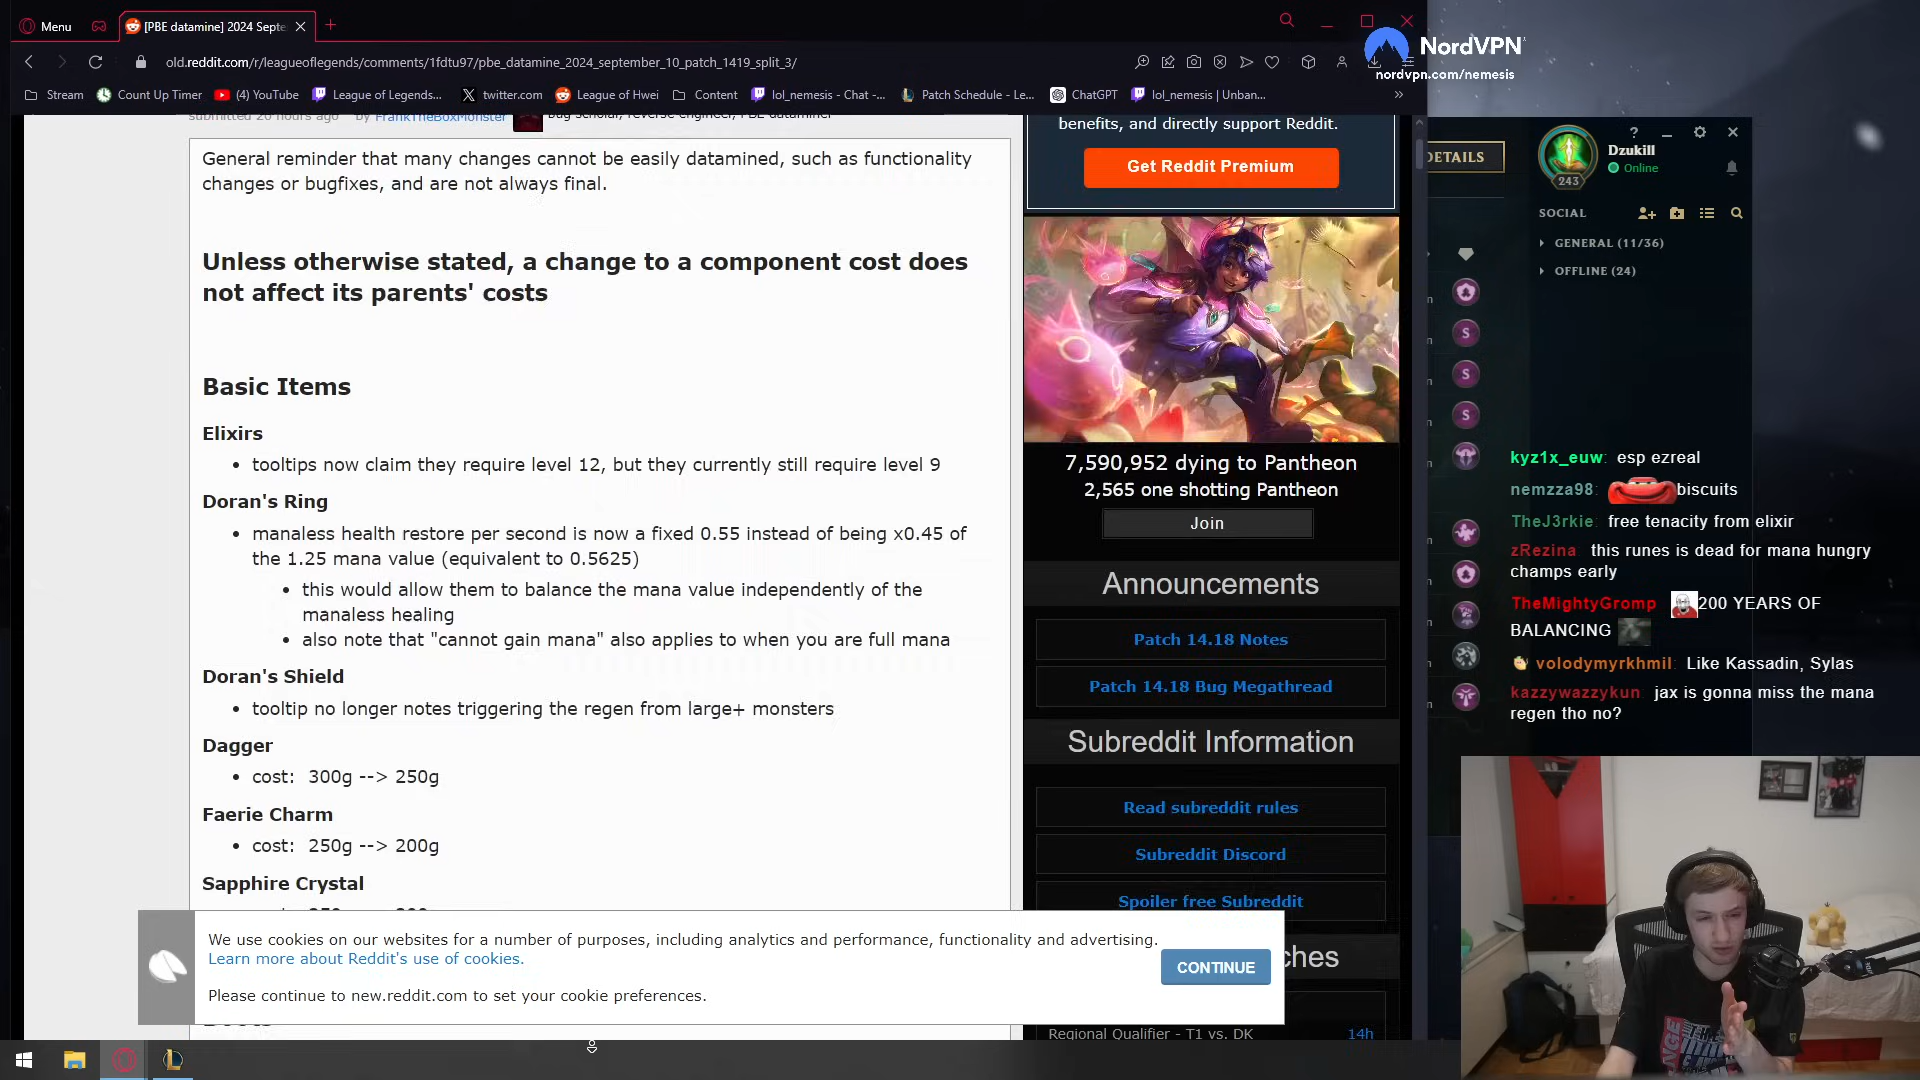 Menu
[PBE datamine] 2024 Septe
NordVPN
nordvpn.com/nemesis
old.reddit.com/r/leagueoflegends/comments/1fdtu97/pbe_datamine_2024_september_10_patch_1419_split_3/
Stream
Count Up Timer
(4) YouTube
League of Legends...
twitter.com
League of Hwei
Content
lol_nemesis - Chat -...
Patch Schedule - Le...
ChatGPT
lol_nemesis | Unban...
»
submitted 20 hours ago by FrankTheBoxMonster bug scholar, reverse engineer, PBE dataminer
General reminder that many changes cannot be easily datamined, such as functionality
changes or bugfixes, and are not always final.
Unless otherwise stated, a change to a component cost does
not affect its parents' costs
Basic Items
Elixirs
• tooltips now claim they require level 12, but they currently still require level 9
Doran's Ring
• manaless health restore per second is now a fixed 0.55 instead of being x0.45 of
the 1.25 mana value (equivalent to 0.5625)
• this would allow them to balance the mana value independently of the
manaless healing
• also note that "cannot gain mana" also applies to when you are full mana
Doran's Shield
• tooltip no longer notes triggering the regen from large+ monsters
Dagger
• cost: 300g --> 250g
Faerie Charm
• cost: 250g --> 200g
Sapphire Crystal
We use cookies on our websites for a number of purposes, including analytics and performance, functionality and advertising.
Learn more about Reddit's use of cookies.
Please continue to new.reddit.com to set your cookie preferences.
CONTINUE
benefits, and directly support Reddit.
Get Reddit Premium
7,590,952 dying to Pantheon
2,565 one shotting Pantheon
Join
Announcements
Patch 14.18 Notes
Patch 14.18 Bug Megathread
Subreddit Information
Read subreddit rules
Subreddit Discord
Spoiler free Subreddit
ches
Regional Qualifier - T1 vs. DK 14h
DETAILS
Dzukill
Online
243
SOCIAL
GENERAL (11/36)
OFFLINE (24)
S
S
S
kyz1x_euw: esp ezreal
nemzza98: biscuits
TheJ3rkie: free tenacity from elixir
zRezina this runes is dead for mana hungry
champs early
TheMightyGromp 200 YEARS OF
BALANCING
volodymyrkhmil: Like Kassadin, Sylas
kazzywazzykun: jax is gonna miss the mana
regen tho no?